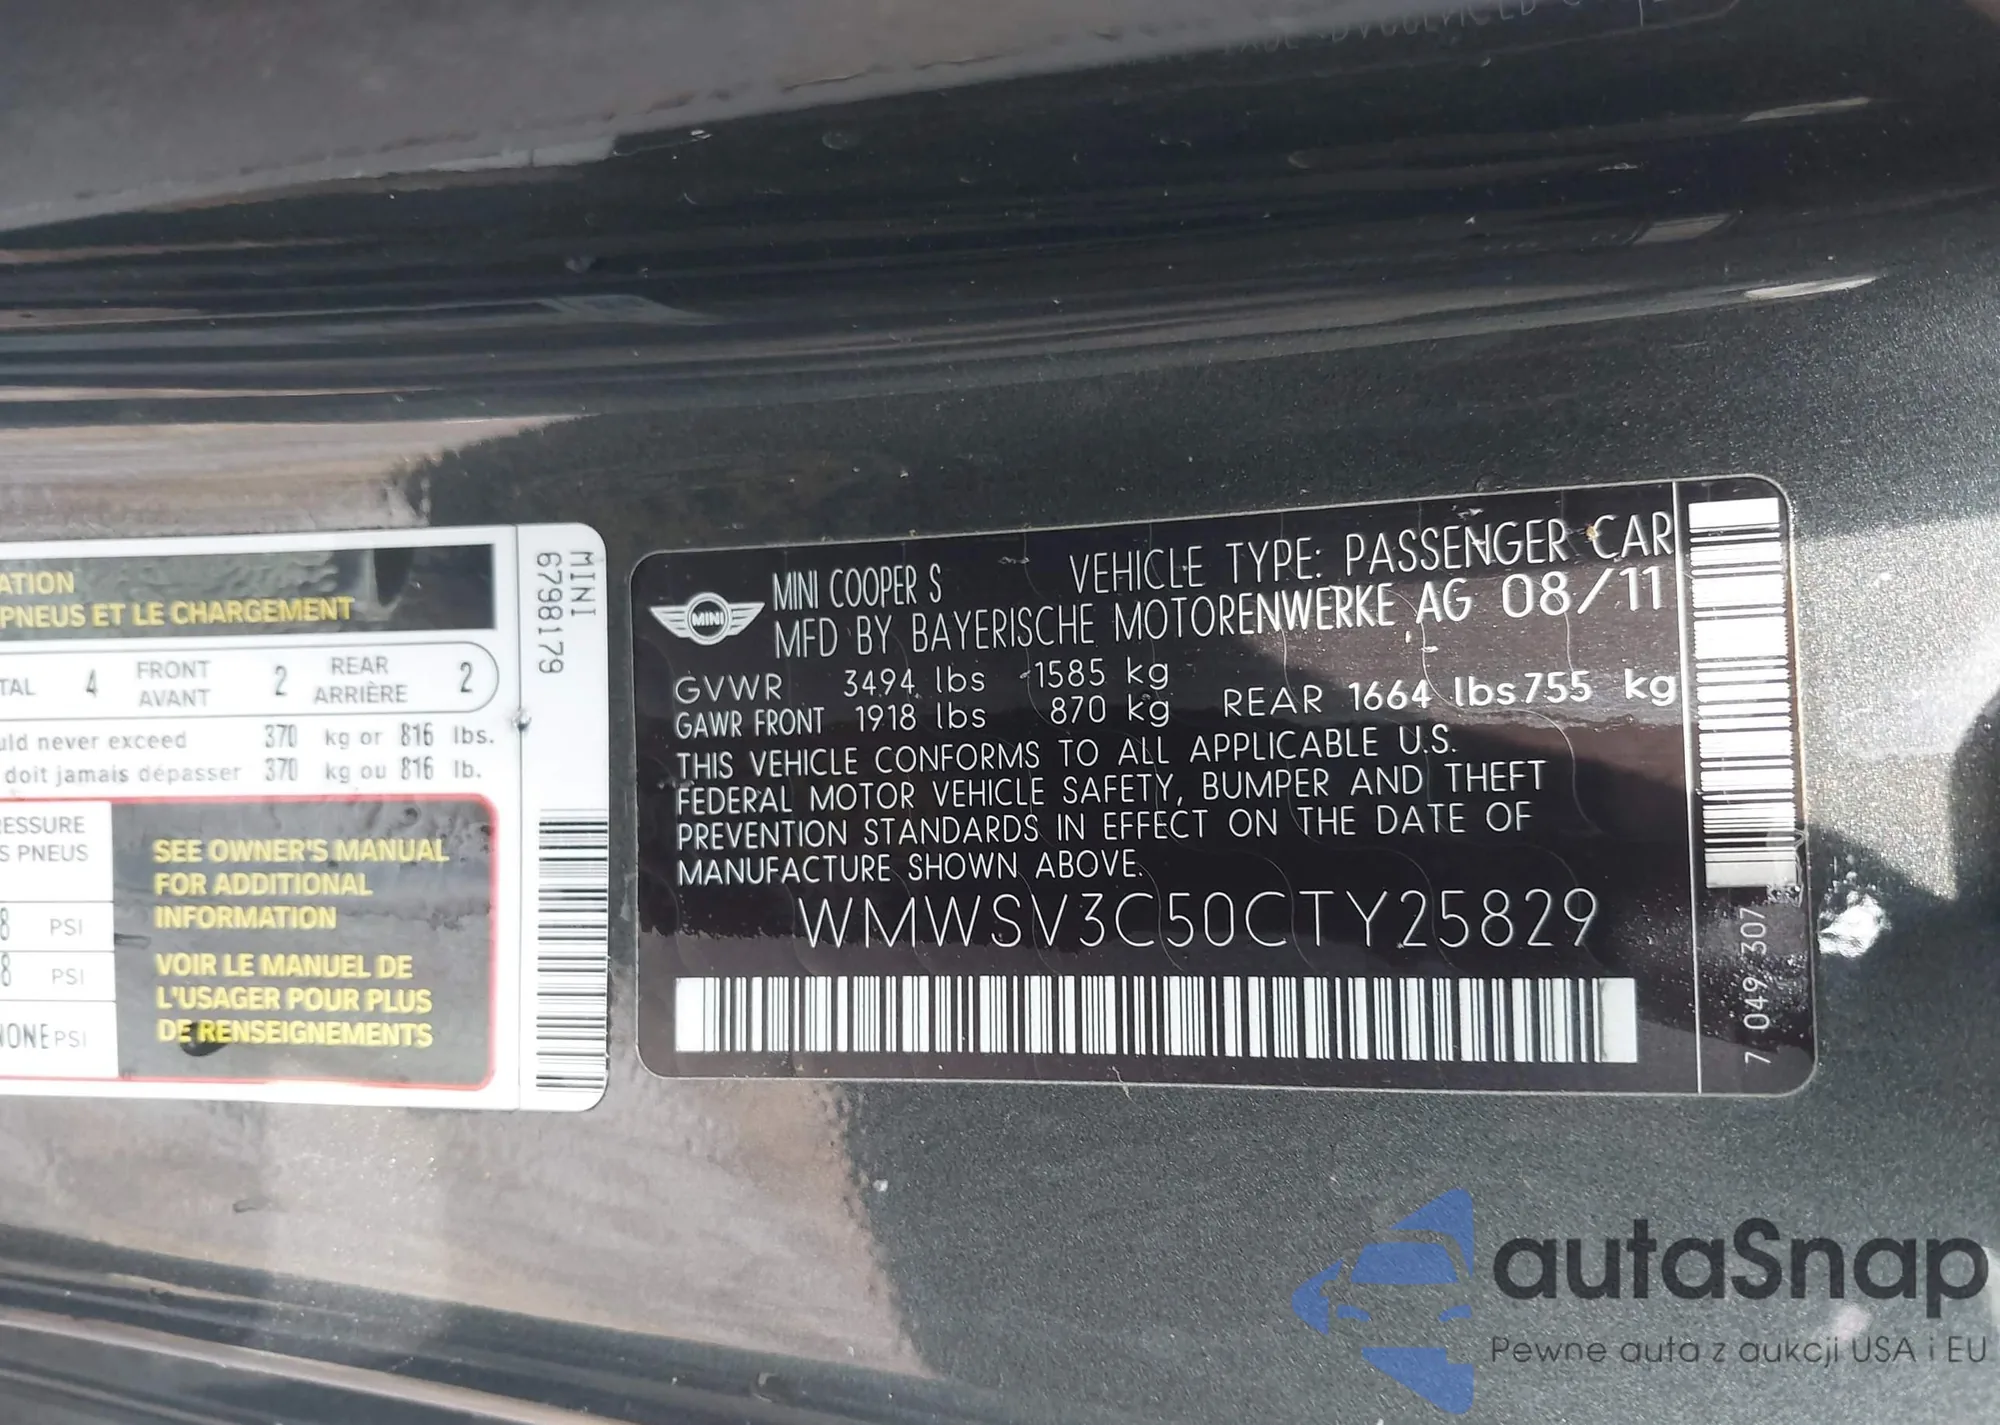 ATION
PNEUS ET LE CHARGEMENT
TAL 4 FRONT AVANT 2 REAR ARRIÈRE 2
uld never exceed 370 kg or 816 lbs.
doit jamais dépasser 370 kg ou 816 lb.
ESSURE
S PNEUS
8 PSI
8 PSI
NONE PSI
SEE OWNER'S MANUAL
FOR ADDITIONAL
INFORMATION
VOIR LE MANUEL DE
L'USAGER POUR PLUS
DE RENSEIGNEMENTS
MINI
6798179
MINI
MINI COOPER S VEHICLE TYPE: PASSENGER CAR
MFD BY BAYERISCHE MOTORENWERKE AG 08/11
GVWR 3494 lbs 1585 kg
GAWR FRONT 1918 lbs 870 kg REAR 1664 lbs 755 kg
THIS VEHICLE CONFORMS TO ALL APPLICABLE U.S.
FEDERAL MOTOR VEHICLE SAFETY, BUMPER AND THEFT
PREVENTION STANDARDS IN EFFECT ON THE DATE OF
MANUFACTURE SHOWN ABOVE.
WMWSV3C50CTY25829
7 049 307
autaSnap
Pewne auta z aukcji USA i EU